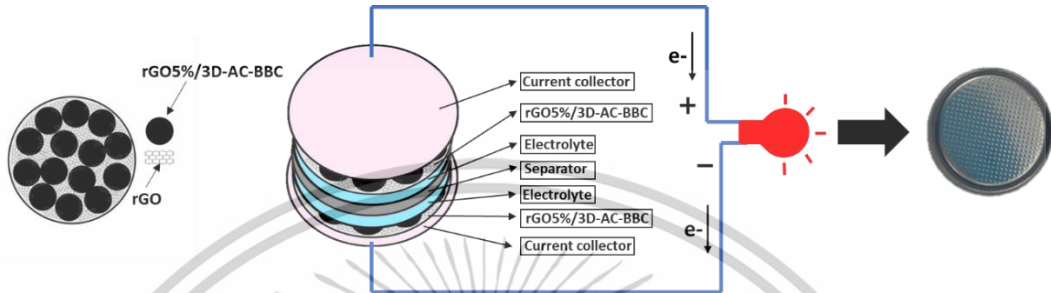 rGO5%/3D-AC-BBC
rGO
Current collector
rGO5%/3D-AC-BBC
Electrolyte
Separator
Electrolyte
rGO5%/3D-AC-BBC
Current collector
e-
+
−
e-